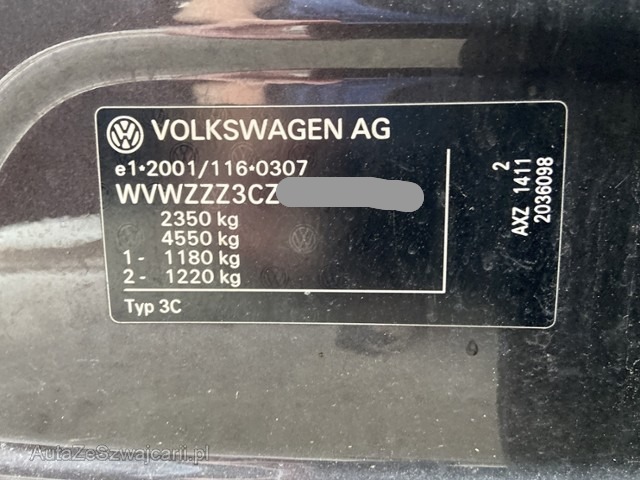 VOLKSWAGEN AG
e1*2001/116*0307
WVWZZZ3CZ
2350 kg
4550 kg
1 - 1180 kg
2 - 1220 kg
Typ 3C
2
AXZ 1411
2036098
AutaZeSzwajcarii.pl